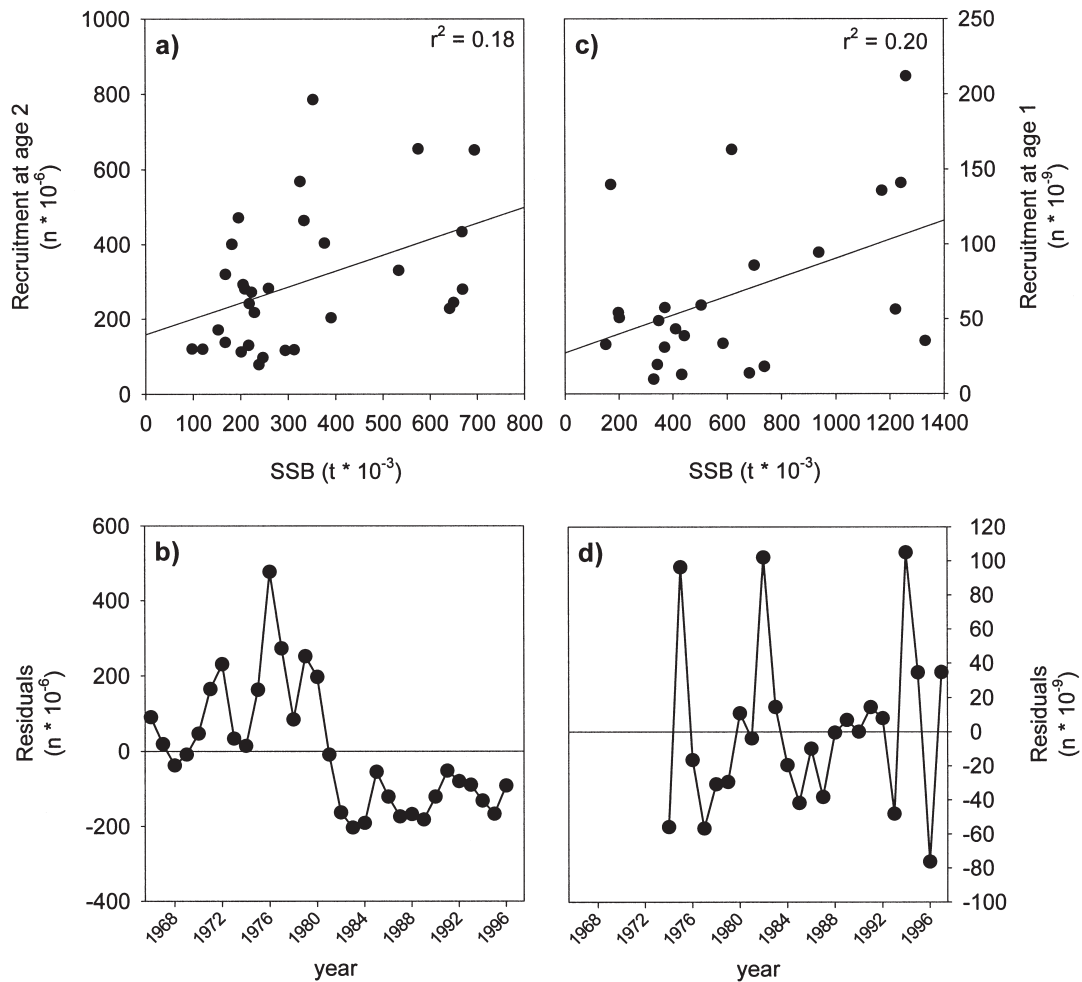 a)
r² = 0.18
1000
800
600
400
200
0
Recruitment at age 2
(n * 10⁻⁶)
0 100 200 300 400 500 600 700 800
SSB (t * 10⁻³)
c)
r² = 0.20
250
200
150
100
50
0
Recruitment at age 1
(n * 10⁻⁹)
0 200 400 600 800 1000 1200 1400
SSB (t * 10⁻³)
b)
600
400
200
0
-200
-400
Residuals
(n * 10⁻⁶)
1968 1972 1976 1980 1984 1988 1992 1996
year
d)
120
100
80
60
40
20
0
-20
-40
-60
-80
-100
Residuals
(n * 10⁻⁹)
1968 1972 1976 1980 1984 1988 1992 1996
year